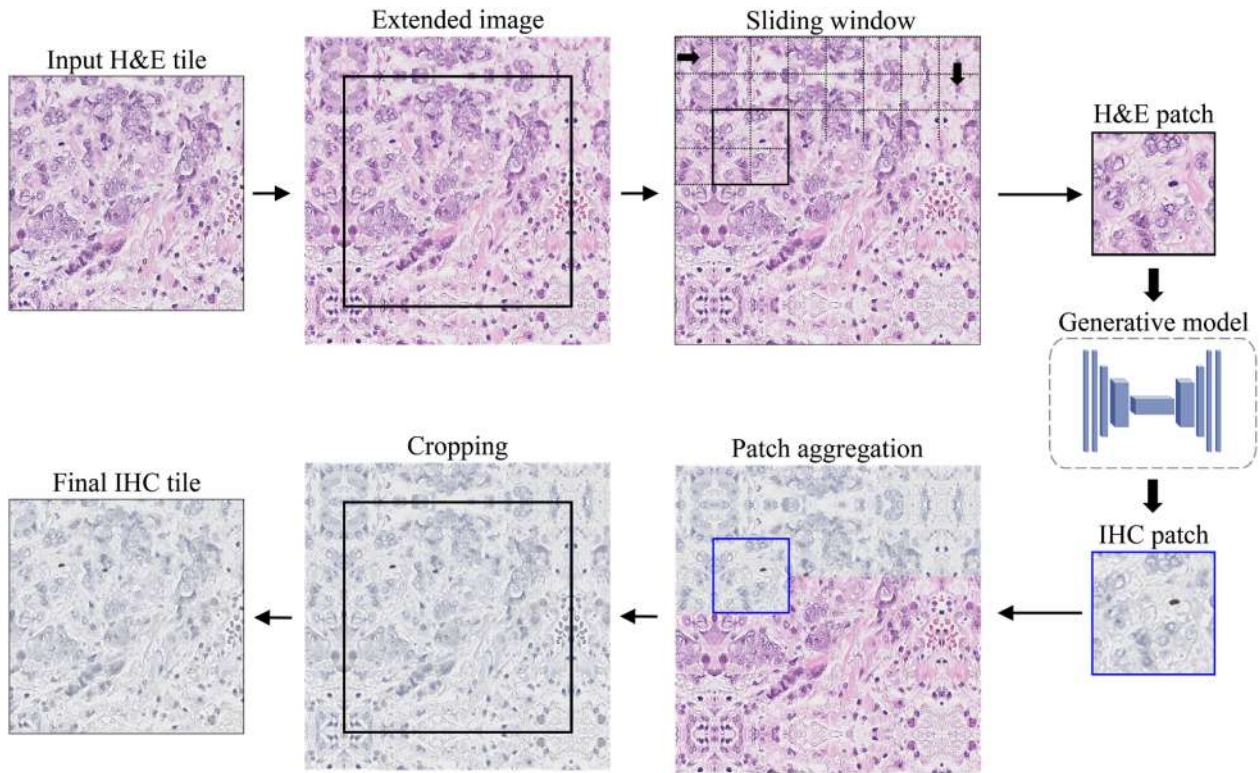 Input H&E tile
Extended image
Sliding window
H&E patch
Generative model
IHC patch
Patch aggregation
Cropping
Final IHC tile